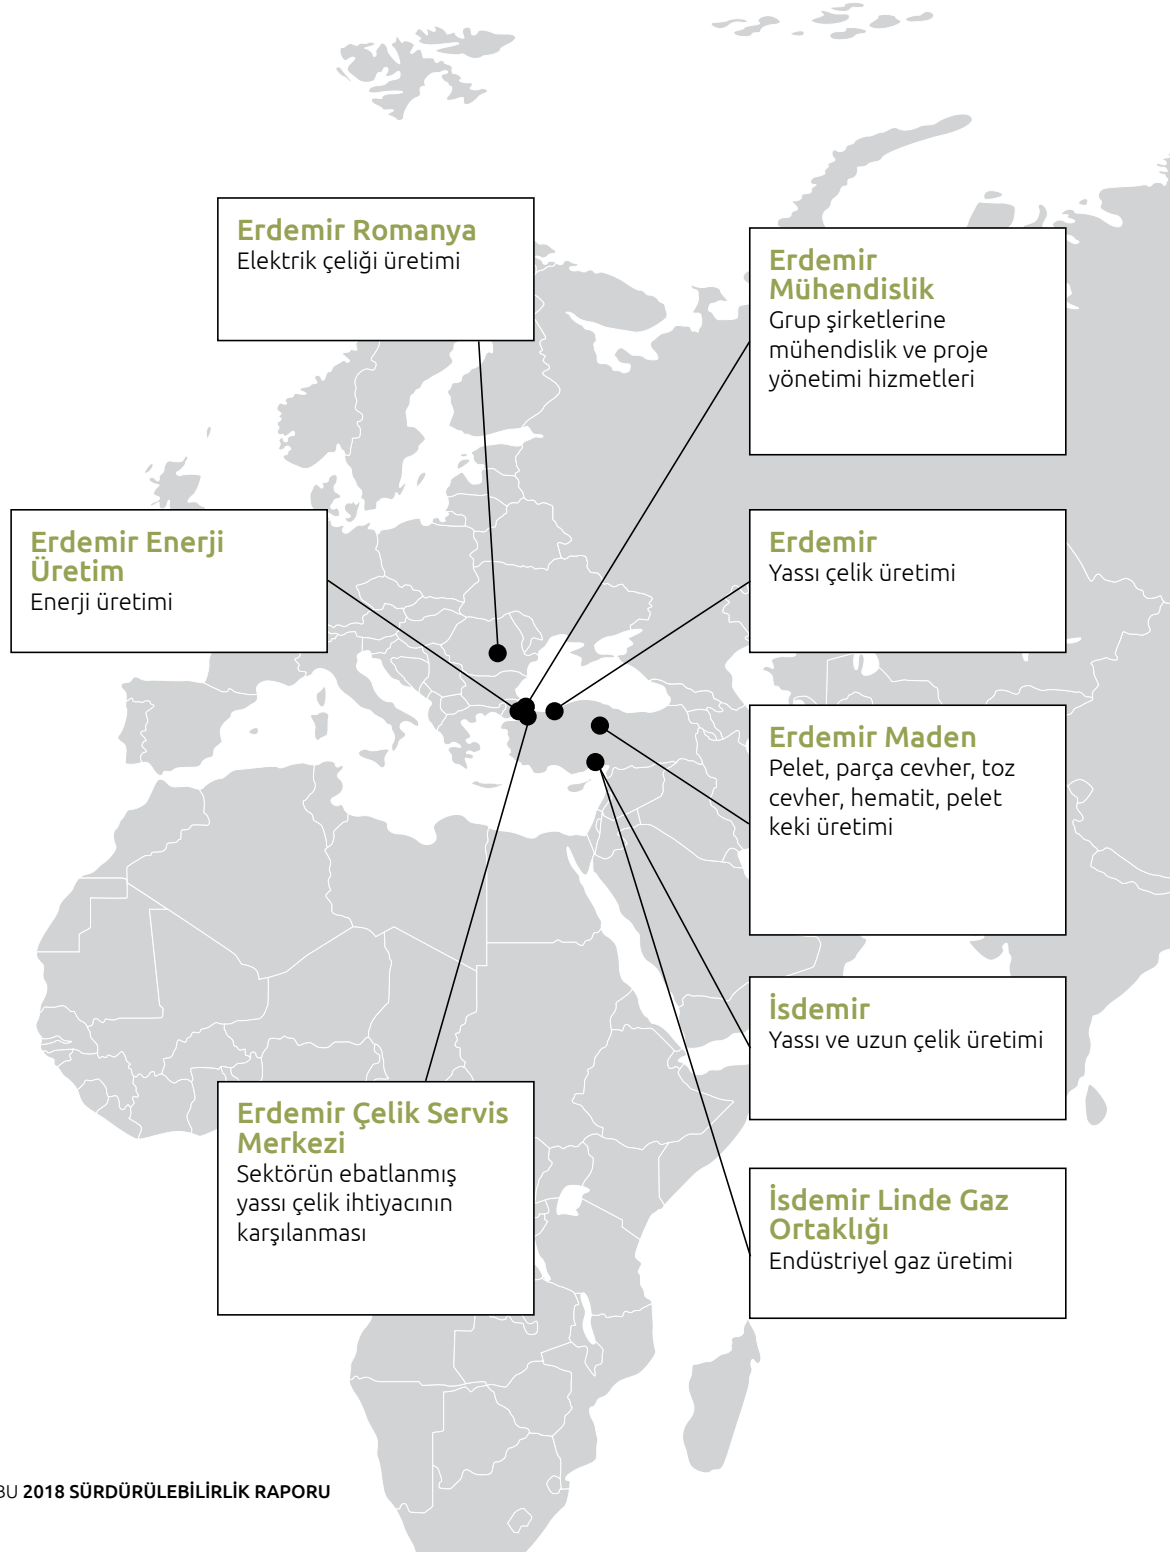 Erdemir Romanya
Elektrik çeliği üretimi
Erdemir
Mühendislik
Grup şirketlerine
mühendislik ve proje
yönetimi hizmetleri
Erdemir Enerji
Üretim
Enerji üretimi
Erdemir
Yassı çelik üretimi
Erdemir Maden
Pelet, parça cevher, toz
cevher, hematit, pelet
keki üretimi
İsdemir
Yassı ve uzun çelik üretimi
Erdemir Çelik Servis
Merkezi
Sektörün ebatlanmış
yassı çelik ihtiyacının
karşılanması
İsdemir Linde Gaz
Ortaklığı
Endüstriyel gaz üretimi
2018 SÜRDÜRÜLEBİLİRLİK RAPORU